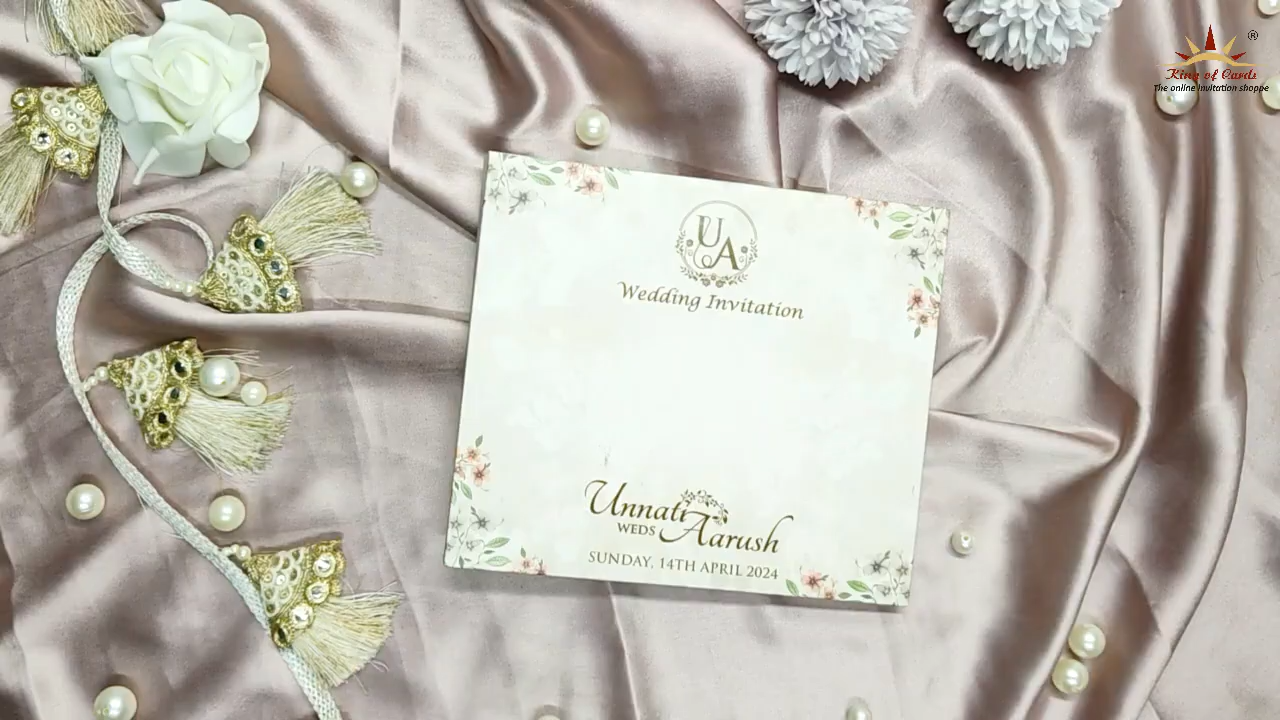 ®
King of Cards
The online invitation shoppe
UA
Wedding Invitation
Unnati
WEDS Aarush
SUNDAY, 14TH APRIL 2024